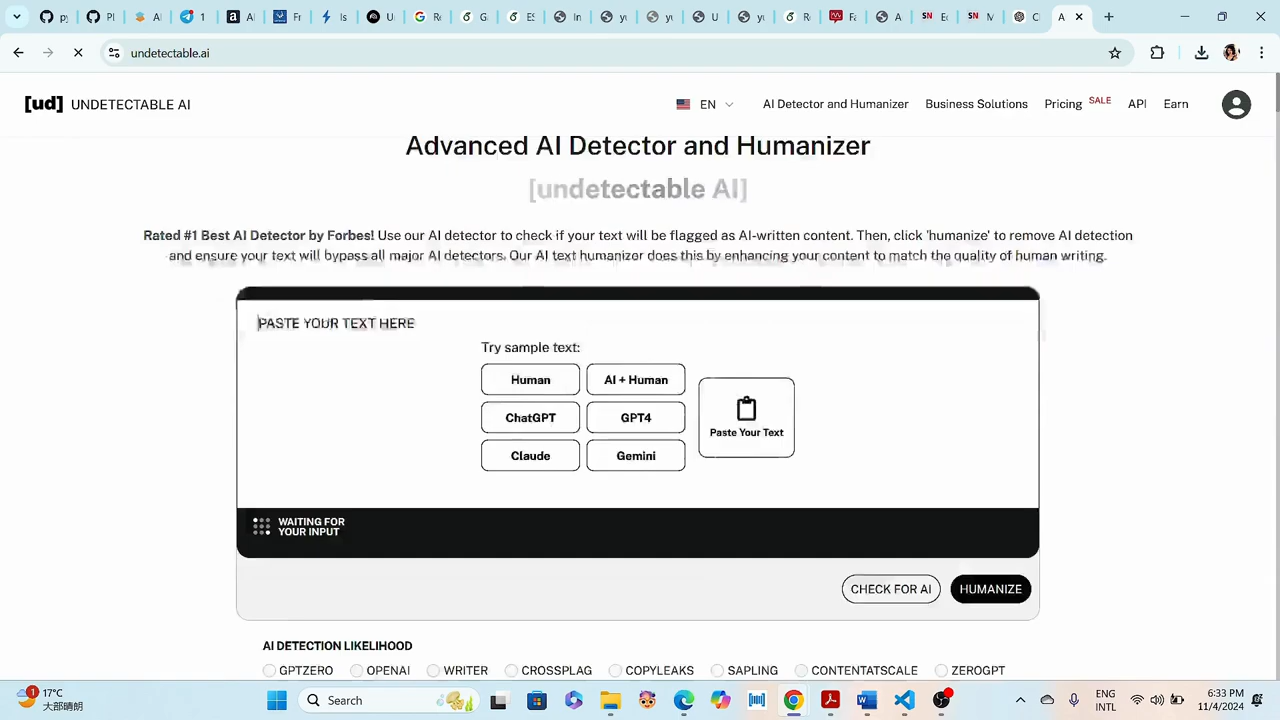 undetectable.ai
[ud] UNDETECTABLE AI
EN
AI Detector and Humanizer
Business Solutions
Pricing SALE
API
Earn
Advanced AI Detector and Humanizer
[undetectable AI]
Rated #1 Best AI Detector by Forbes! Use our AI detector to check if your text will be flagged as AI-written content. Then, click 'humanize' to remove AI detection
and ensure your text will bypass all major AI detectors. Our AI text humanizer does this by enhancing your content to match the quality of human writing.
PASTE YOUR TEXT HERE
Try sample text:
Human
AI + Human
ChatGPT
GPT4
Claude
Gemini
Paste Your Text
WAITING FOR
YOUR INPUT
CHECK FOR AI
HUMANIZE
AI DETECTION LIKELIHOOD
GPTZERO
OPENAI
WRITER
CROSSPLAG
COPYLEAKS
SAPLING
CONTENTATSCALE
ZEROGPT
1
17°C
大部晴朗
Search
ENG
INTL
6:33 PM
11/4/2024